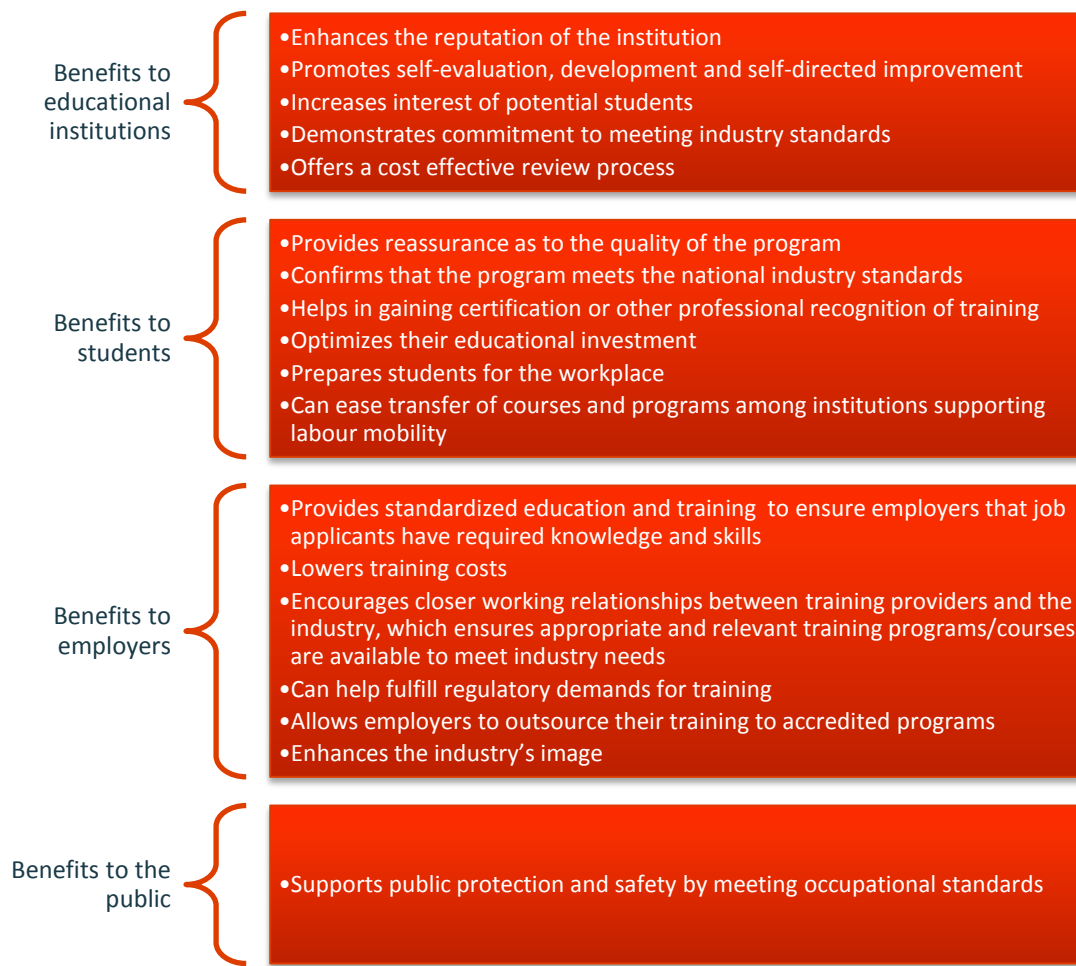 Benefits to
educational
institutions
•Enhances the reputation of the institution
•Promotes self-evaluation, development and self-directed improvement
•Increases interest of potential students
•Demonstrates commitment to meeting industry standards
•Offers a cost effective review process
Benefits to
students
•Provides reassurance as to the quality of the program
•Confirms that the program meets the national industry standards
•Helps in gaining certification or other professional recognition of training
•Optimizes their educational investment
•Prepares students for the workplace
•Can ease transfer of courses and programs among institutions supporting
labour mobility
Benefits to
employers
•Provides standardized education and training  to ensure employers that job
applicants have required knowledge and skills
•Lowers training costs
•Encourages closer working relationships between training providers and the
industry, which ensures appropriate and relevant training programs/courses
are available to meet industry needs
•Can help fulfill regulatory demands for training
•Allows employers to outsource their training to accredited programs
•Enhances the industry’s image
Benefits to the
public
•Supports public protection and safety by meeting occupational standards